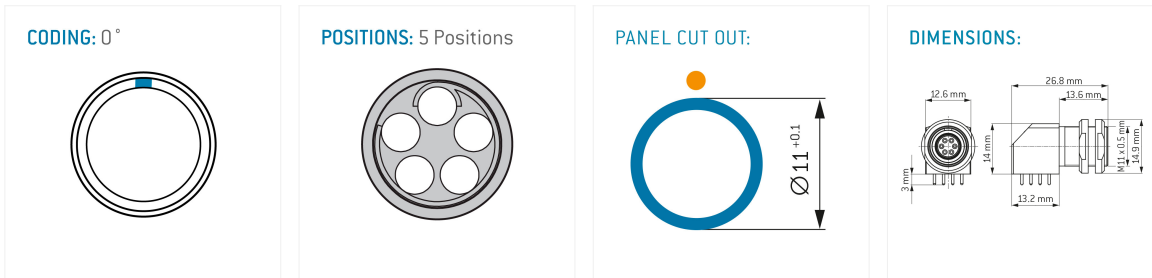 CODING: 0°
POSITIONS: 5 Positions
PANEL CUT OUT:
Ø 11 +0.1
DIMENSIONS:
26.8 mm
12.6 mm
13.6 mm
14 mm
M11 x 0.5 mm
14.9 mm
3 mm
13.2 mm